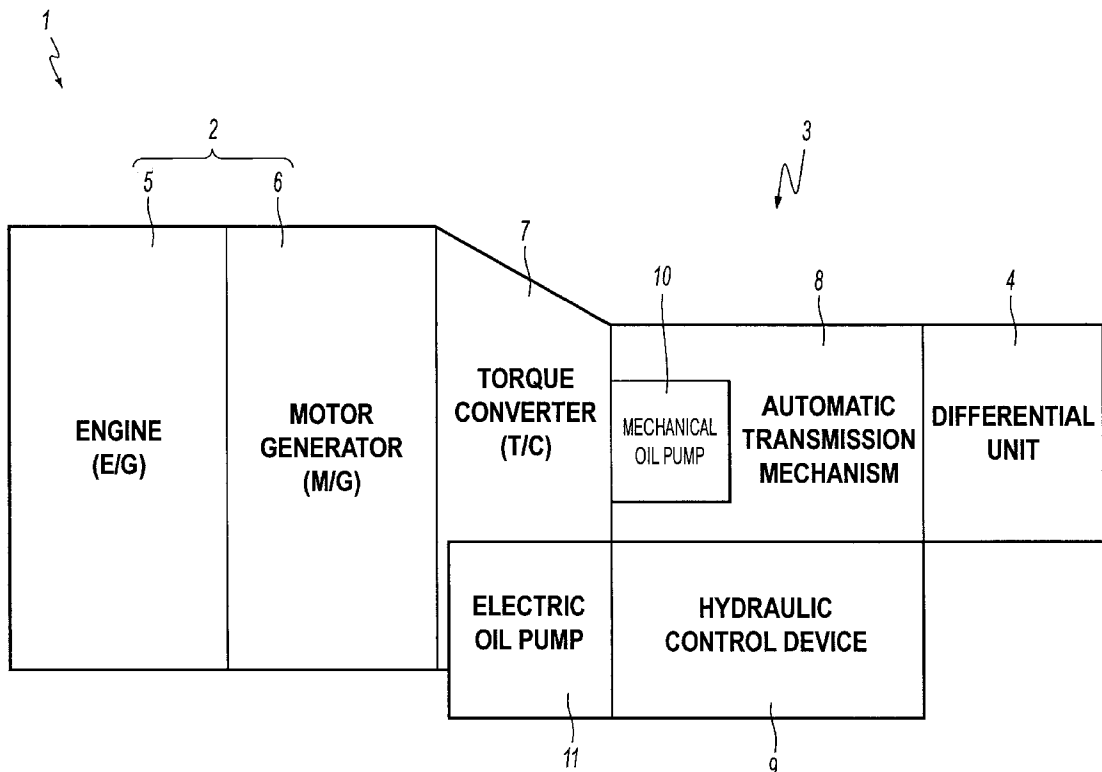 1
2
3
5
6
7
10
8
4
ENGINE
(E/G)
MOTOR
GENERATOR
(M/G)
TORQUE
CONVERTER
(T/C)
MECHANICAL
OIL PUMP
AUTOMATIC
TRANSMISSION
MECHANISM
DIFFERENTIAL
UNIT
ELECTRIC
OIL PUMP
HYDRAULIC
CONTROL DEVICE
11
9